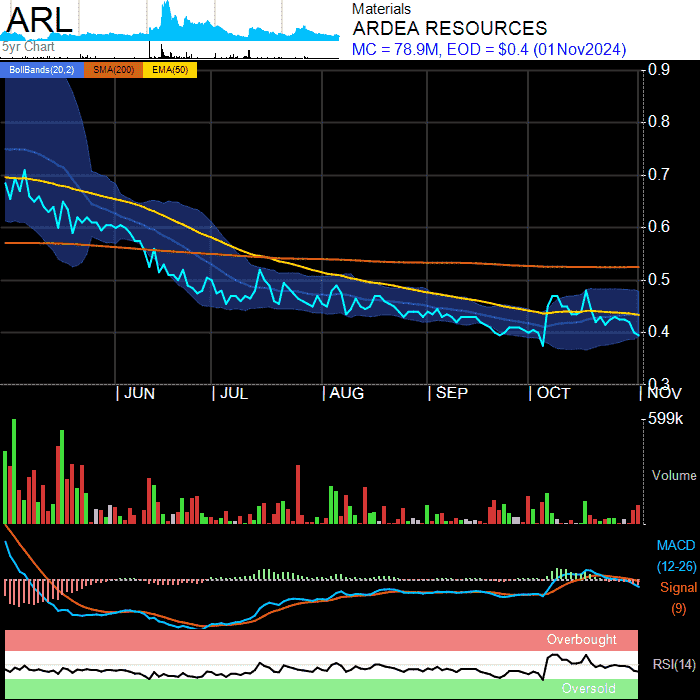 ARL
5yr Chart
Materials
ARDEA RESOURCES
MC = 78.9M, EOD = $0.4 (01Nov2024)
BollBands(20,2) SMA(200) EMA(50)
0.9
0.8
0.7
0.6
0.5
0.4
0.3
JUN JUL AUG SEP OCT NOV
599k
Volume
MACD
(12-26)
Signal
(9)
Overbought
RSI(14)
Oversold